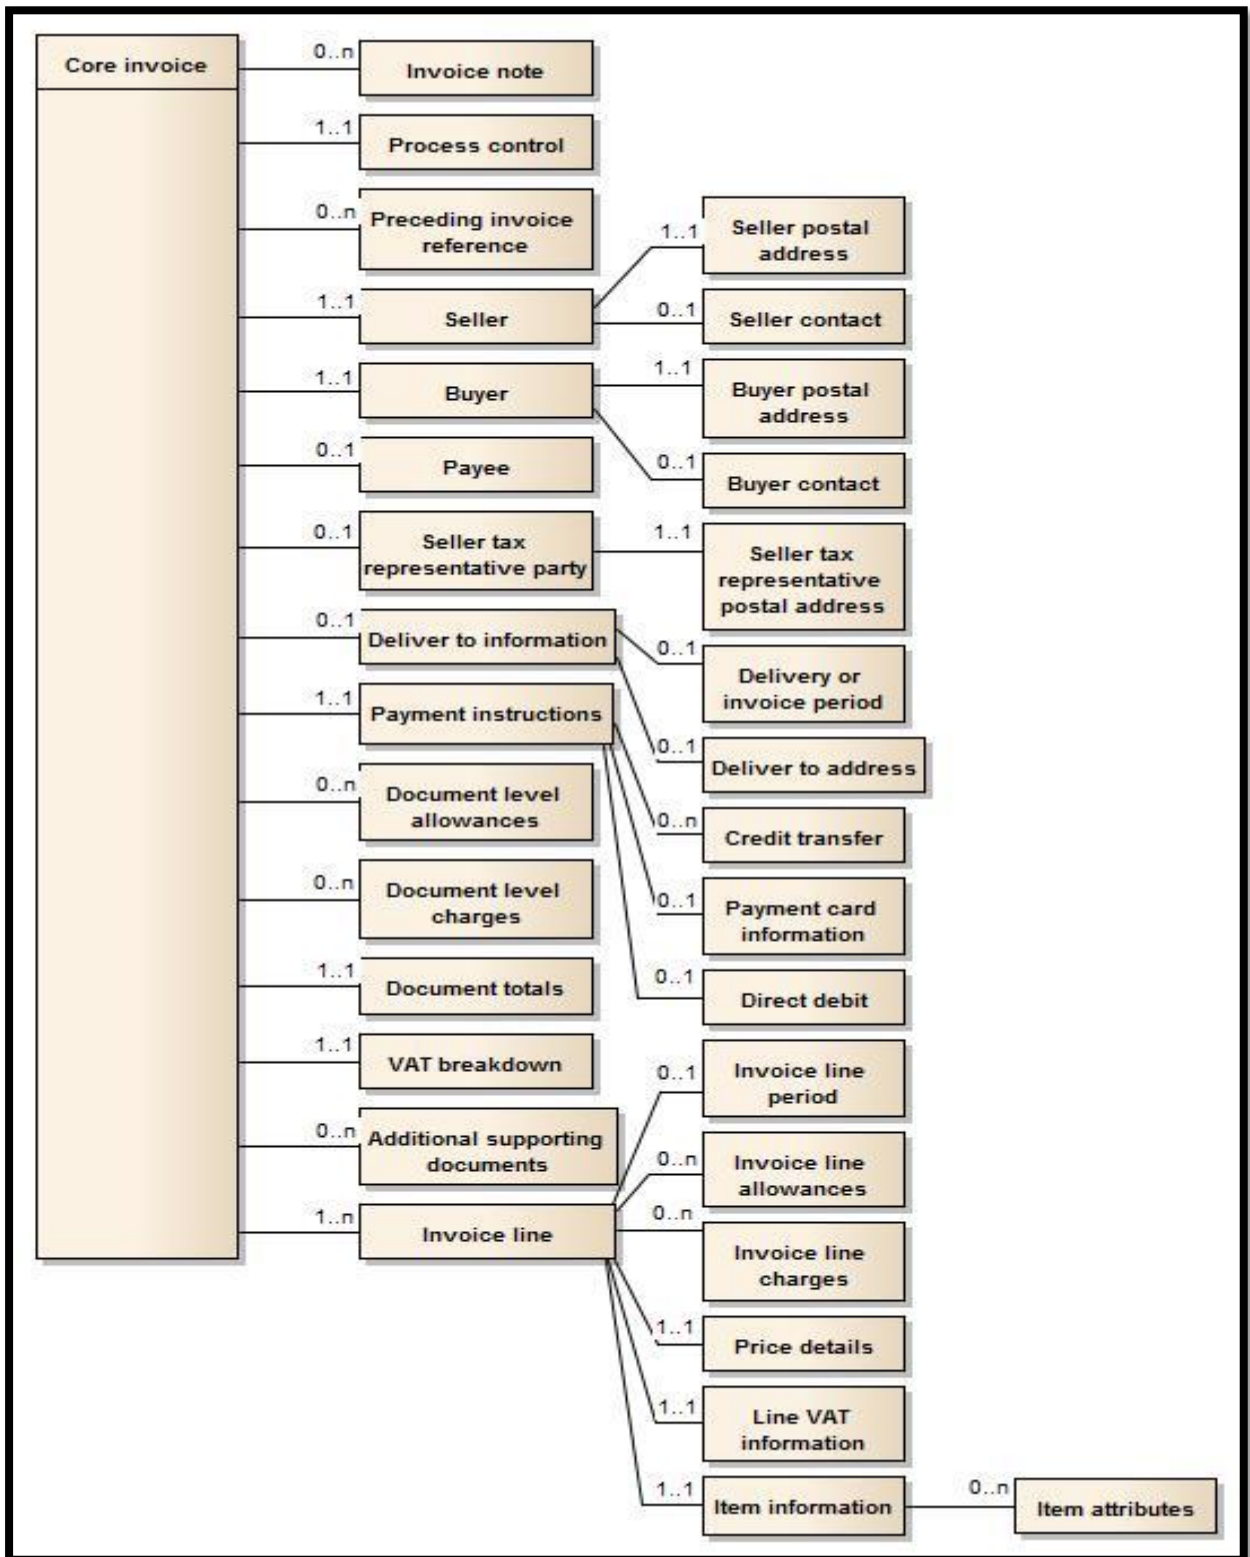 Core invoice
0..n
Invoice note
1..1
Process control
0..n
Preceding invoice
reference
1..1
Seller
1..1
Seller postal
address
0..1
Seller contact
1..1
Buyer
1..1
Buyer postal
address
0..1
Buyer contact
0..1
Payee
0..1
Seller tax
representative party
1..1
Seller tax
representative
postal address
0..1
Deliver to information
0..1
Delivery or
invoice period
0..1
Deliver to address
1..1
Payment instructions
0..n
Credit transfer
0..1
Payment card
information
0..1
Direct debit
0..n
Document level
allowances
0..n
Document level
charges
1..1
Document totals
1..1
VAT breakdown
0..n
Additional supporting
documents
1..n
Invoice line
0..1
Invoice line
period
0..n
Invoice line
allowances
0..n
Invoice line
charges
1..1
Price details
1..1
Line VAT
information
1..1
Item information
0..n
Item attributes